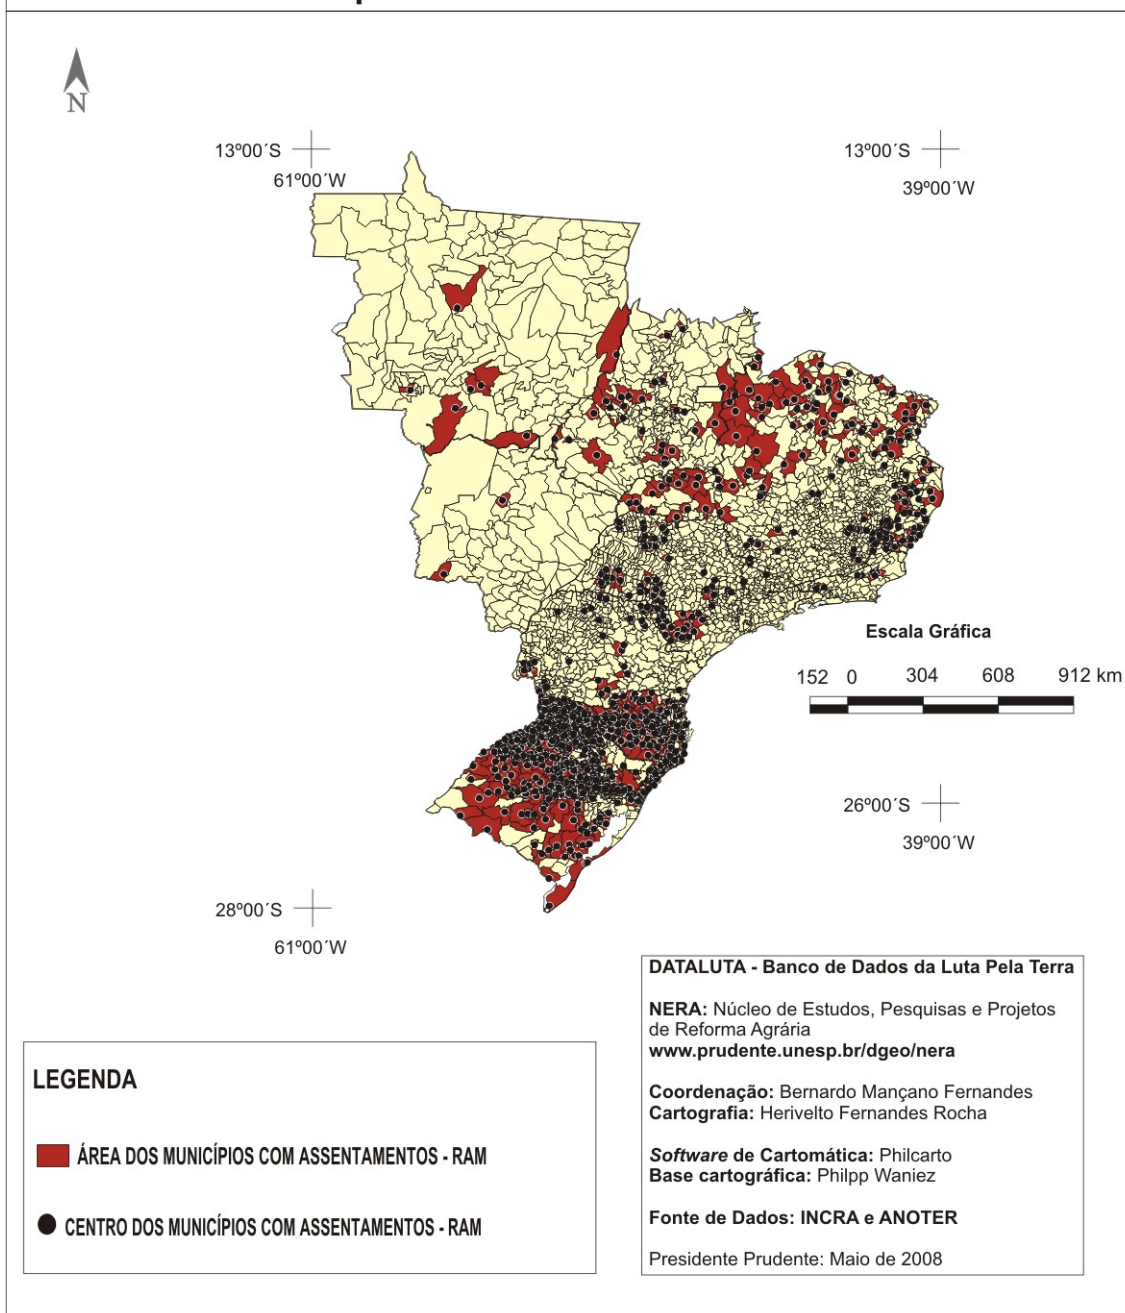 N
13º00´S
61º00´W
13º00´S
39º00´W
Escala Gráfica
152 0 304 608 912 km
26º00´S
39º00´W
28º00´S
61º00´W
DATALUTA - Banco de Dados da Luta Pela Terra
NERA: Núcleo de Estudos, Pesquisas e Projetos
de Reforma Agrária
www.prudente.unesp.br/dgeo/nera
Coordenação: Bernardo Mançano Fernandes
Cartografia: Herivelto Fernandes Rocha
Software de Cartomática: Philcarto
Base cartográfica: Philpp Waniez
Fonte de Dados: INCRA e ANOTER
Presidente Prudente: Maio de 2008
LEGENDA
ÁREA DOS MUNICÍPIOS COM ASSENTAMENTOS - RAM
CENTRO DOS MUNICÍPIOS COM ASSENTAMENTOS - RAM